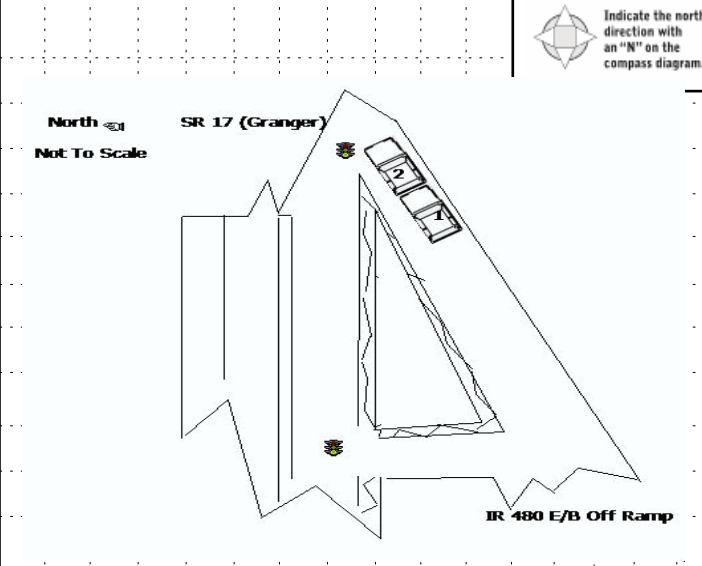 Indicate the north
direction with
an "N" on the
compass diagram.
North
SR 17 (Granger)
Not To Scale
2
1
IR 480 E/B Off Ramp